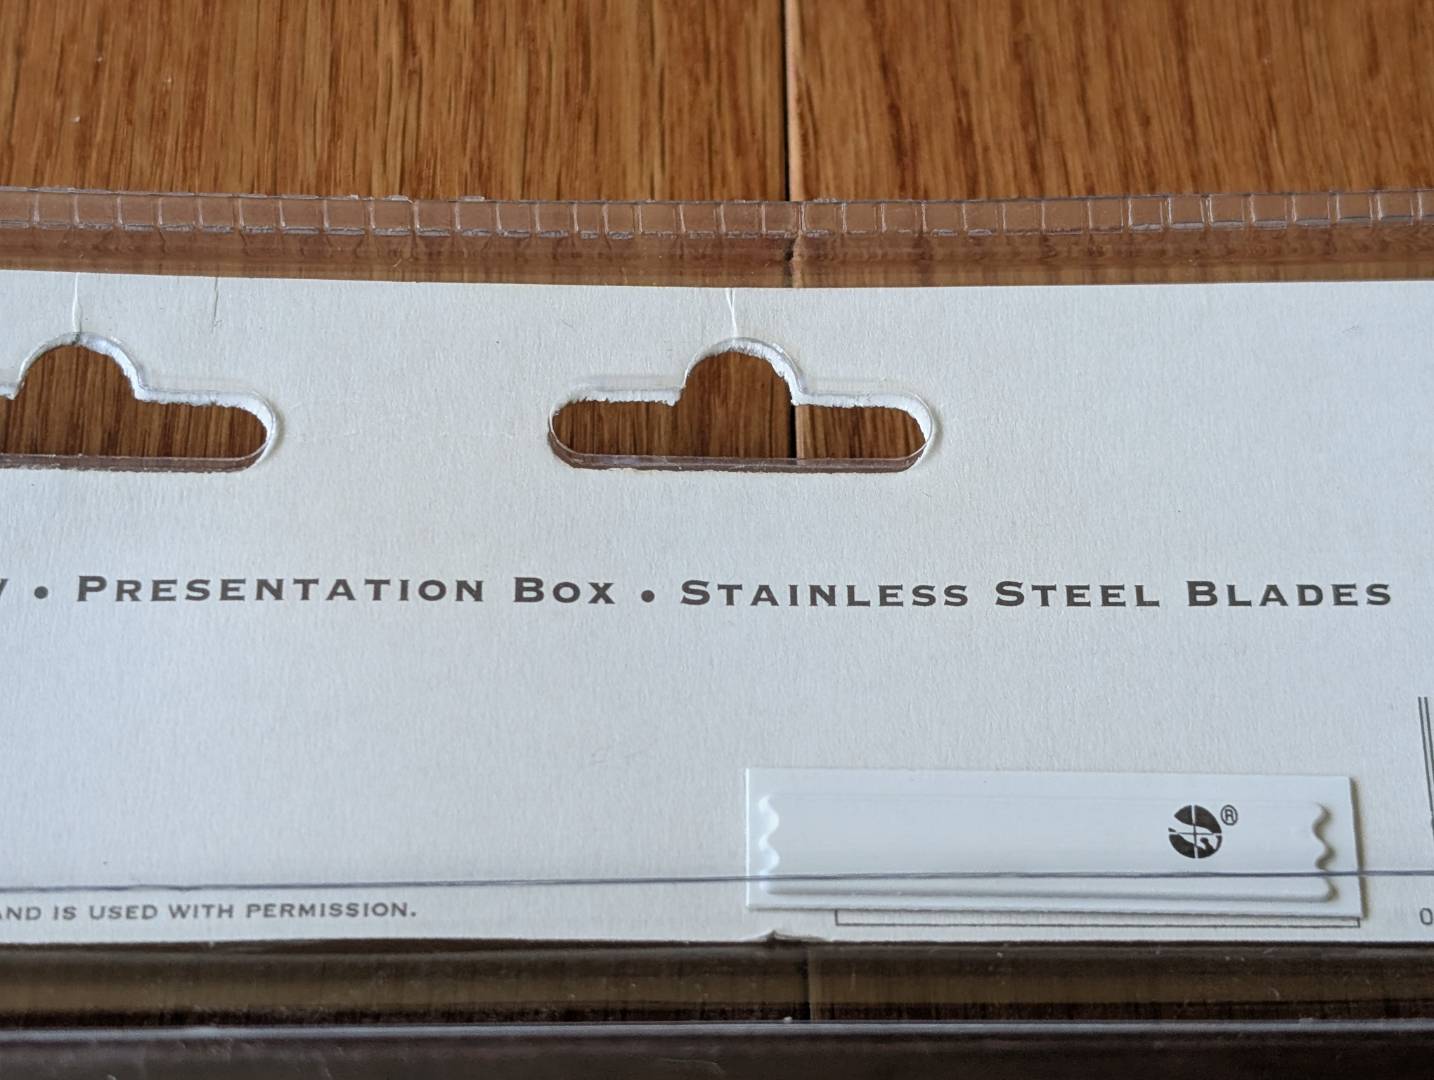 • PRESENTATION BOX • STAINLESS STEEL BLADES
®
AND IS USED WITH PERMISSION.